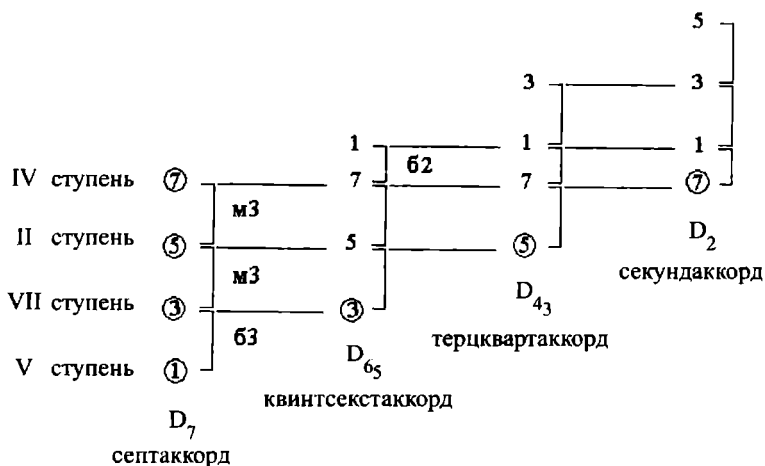 5
3 3
1 1 1
б2
IV ступень ⑦ 7 7 ⑦
м3
II ступень ⑤ 5 ⑤ D2
секундаккорд
м3
VII ступень ③ ③ D43
терцквартаккорд
б3
D65
V ступень ①
квинтсекстаккорд
D7
септаккорд